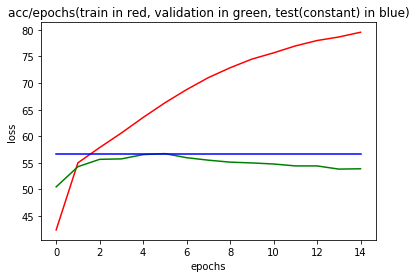 acc/epochs(train in red, validation in green, test(constant) in blue)
80
75
70
65
60
55
50
45
loss
0 2 4 6 8 10 12 14
epochs